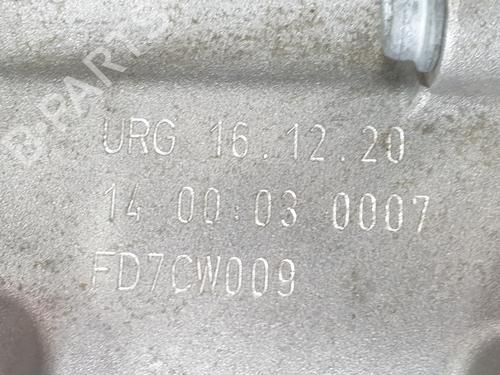 B-PARTS
URG 16.12.20
14 00:03 0007
FD7CW009